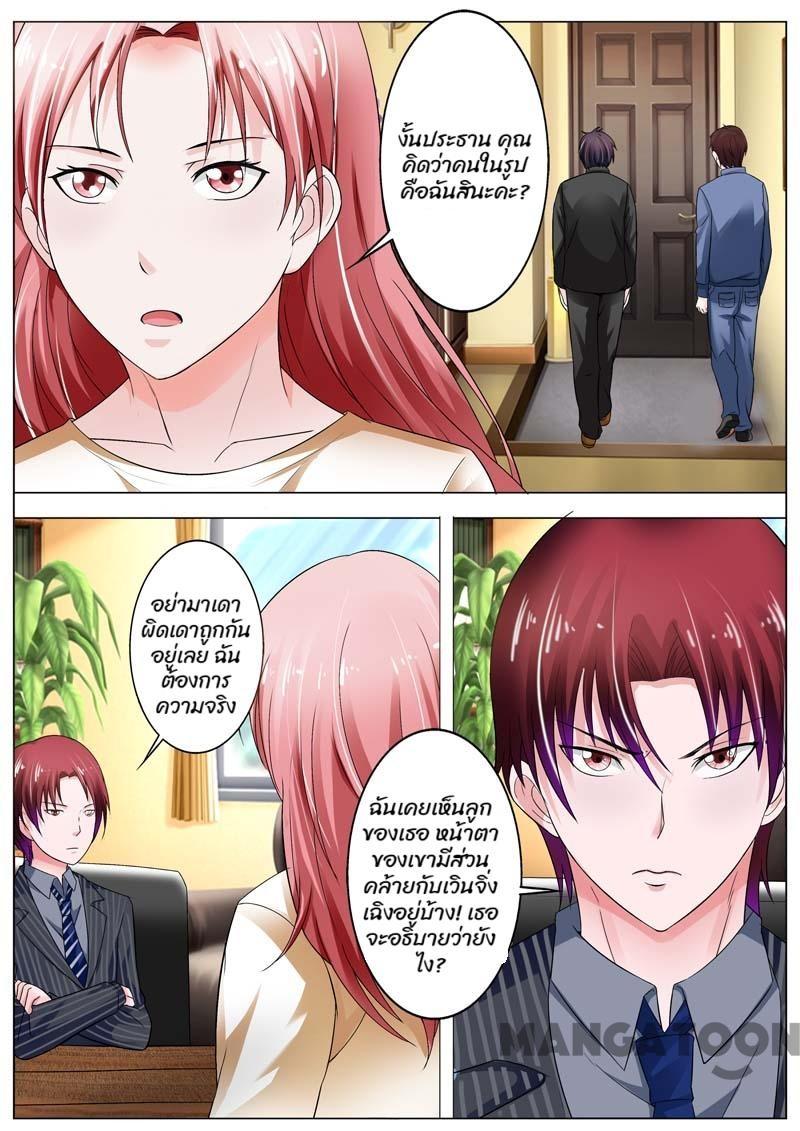 งั้นประธาน คุณ
คิดว่าคนในรูป
คือฉันสินะคะ?
อย่ามาเดา
ผิดเดาถูกกัน
อยู่เลย ฉัน
ต้องการ
ความจริง
ฉันเคยเห็นลูก
ของเธอ หน้าตา
ของเขามีส่วน
คล้ายกับเวินจิ่ง
เฉิงอยู่บ้าง! เธอ
จะอธิบายว่ายัง
ไง?
MANGATOON